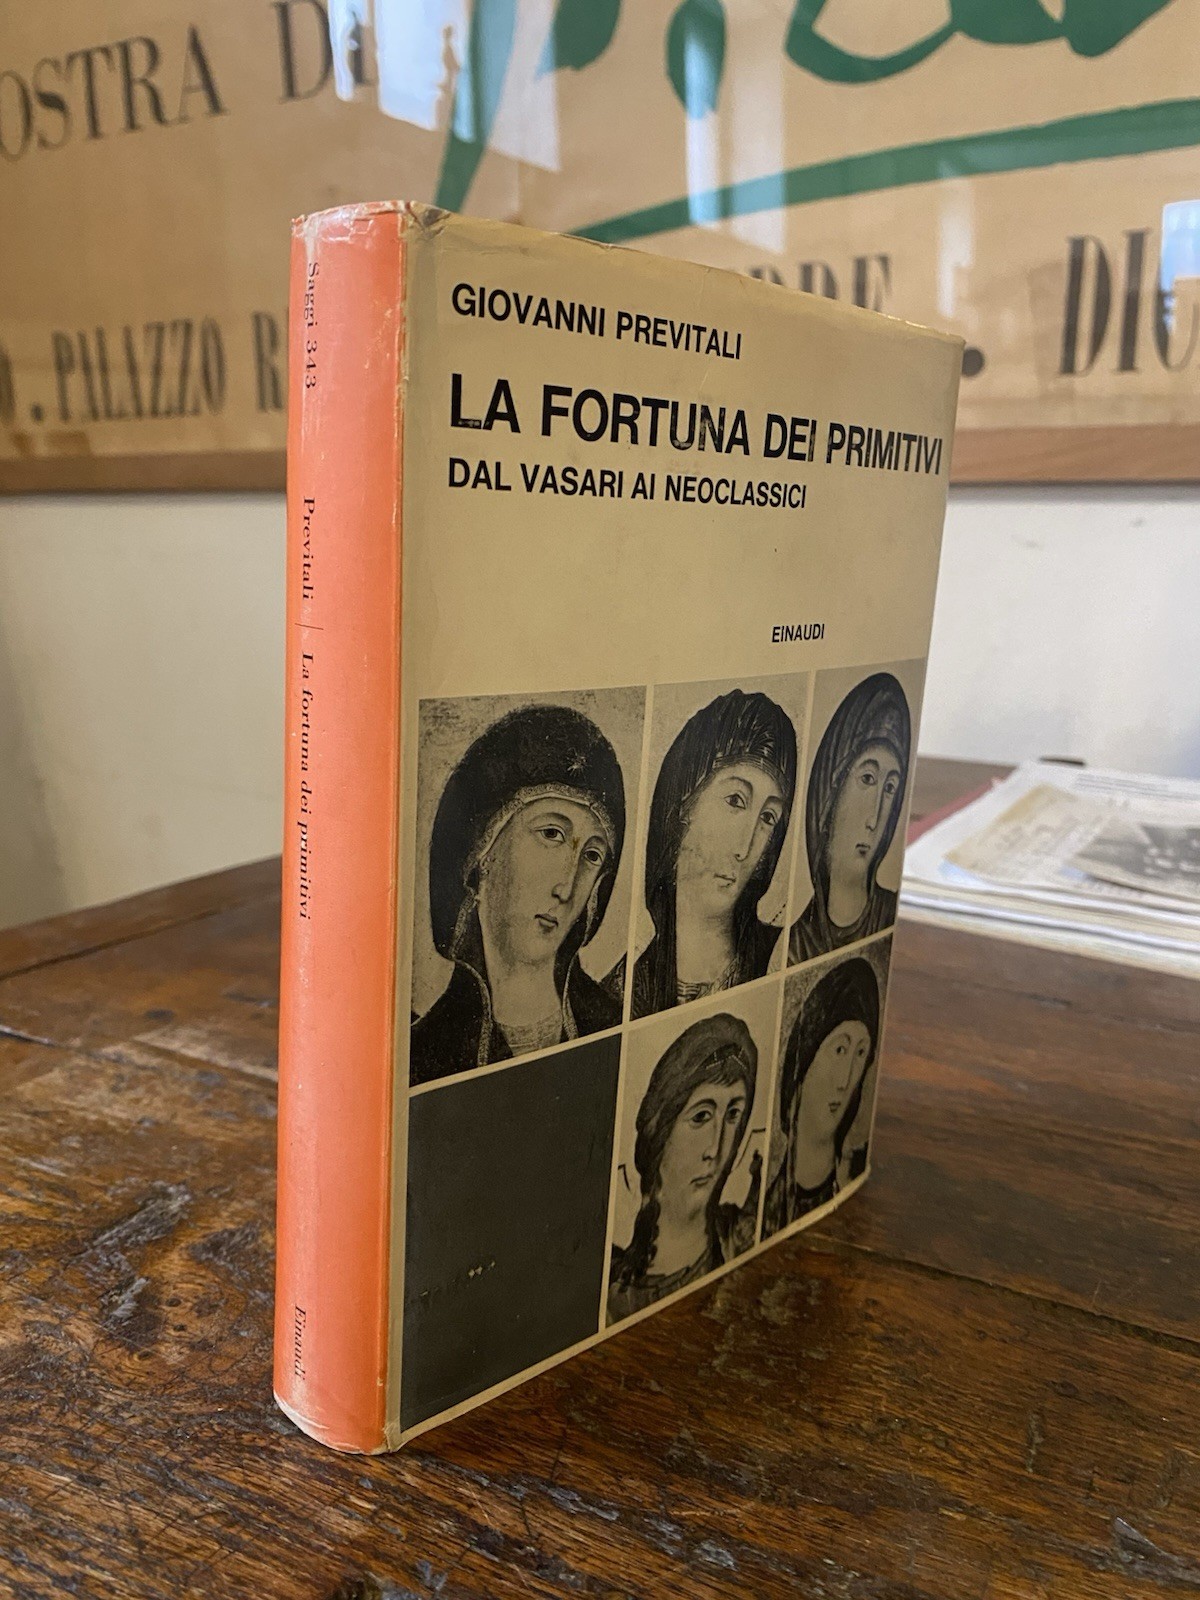 OSTRA DI
. PALAZZO R
. DIC
GIOVANNI PREVITALI
LA FORTUNA DEI PRIMITIVI
DAL VASARI AI NEOCLASSICI
EINAUDI
Saggi 343
Previtali | La fortuna dei primitivi
Einaudi